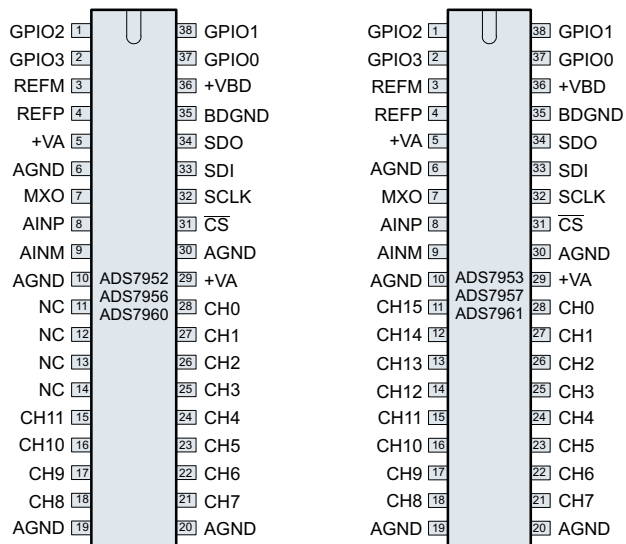 GPIO2 1 38 GPIO1 GPIO2 1 38 GPIO1
GPIO3 2 37 GPIO0 GPIO3 2 37 GPIO0
REFM 3 36 +VBD REFM 3 36 +VBD
REFP 4 35 BDGND REFP 4 35 BDGND
+VA 5 34 SDO +VA 5 34 SDO
AGND 6 33 SDI AGND 6 33 SDI
MXO 7 32 SCLK MXO 7 32 SCLK
AINP 8 31 C̅S̅ AINP 8 31 C̅S̅
AINM 9 30 AGND AINM 9 30 AGND
AGND 10 ADS7952 29 +VA AGND 10 ADS7953 29 +VA
ADS7956 ADS7957
NC 11 ADS7960 28 CH0 CH15 11 ADS7961 28 CH0
NC 12 27 CH1 CH14 12 27 CH1
NC 13 26 CH2 CH13 13 26 CH2
NC 14 25 CH3 CH12 14 25 CH3
CH11 15 24 CH4 CH11 15 24 CH4
CH10 16 23 CH5 CH10 16 23 CH5
CH9 17 22 CH6 CH9 17 22 CH6
CH8 18 21 CH7 CH8 18 21 CH7
AGND 19 20 AGND AGND 19 20 AGND